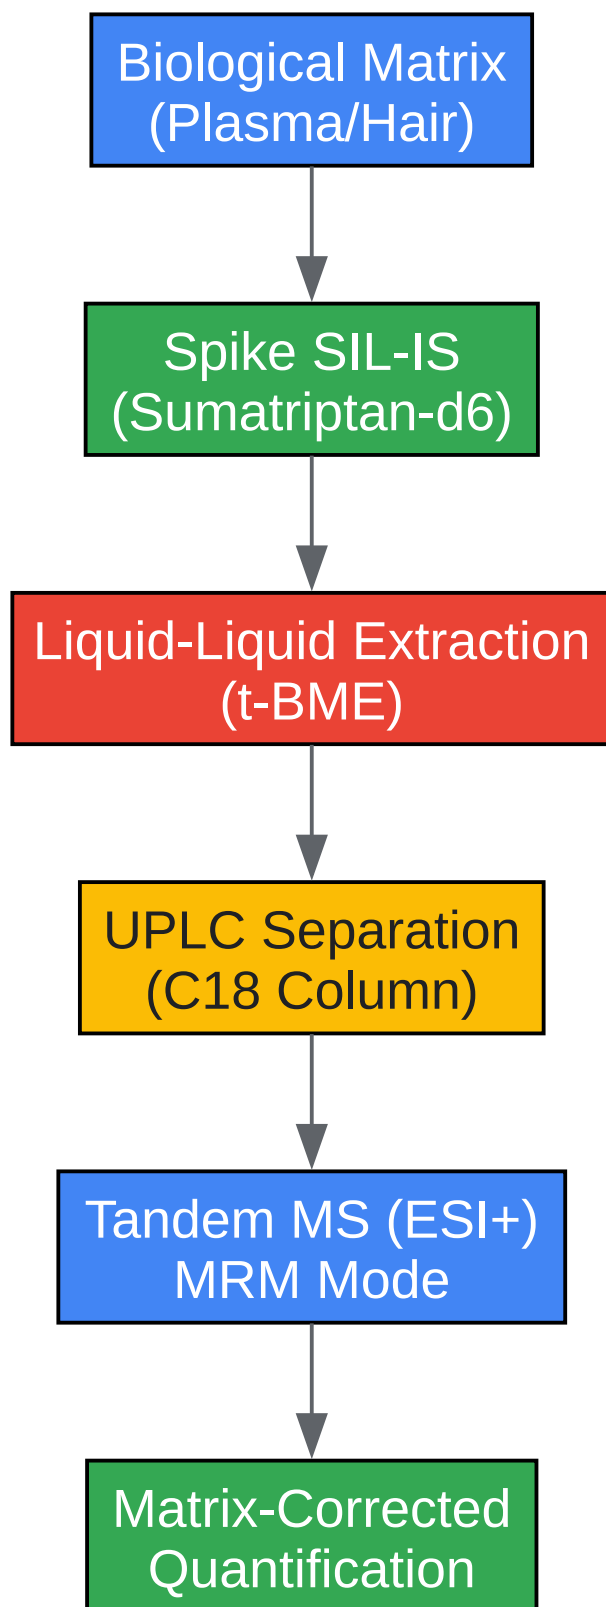 Biological Matrix
(Plasma/Hair)
Spike SIL-IS
(Sumatriptan-d6)
Liquid-Liquid Extraction
(t-BME)
UPLC Separation
(C18 Column)
Tandem MS (ESI+)
MRM Mode
Matrix-Corrected
Quantification